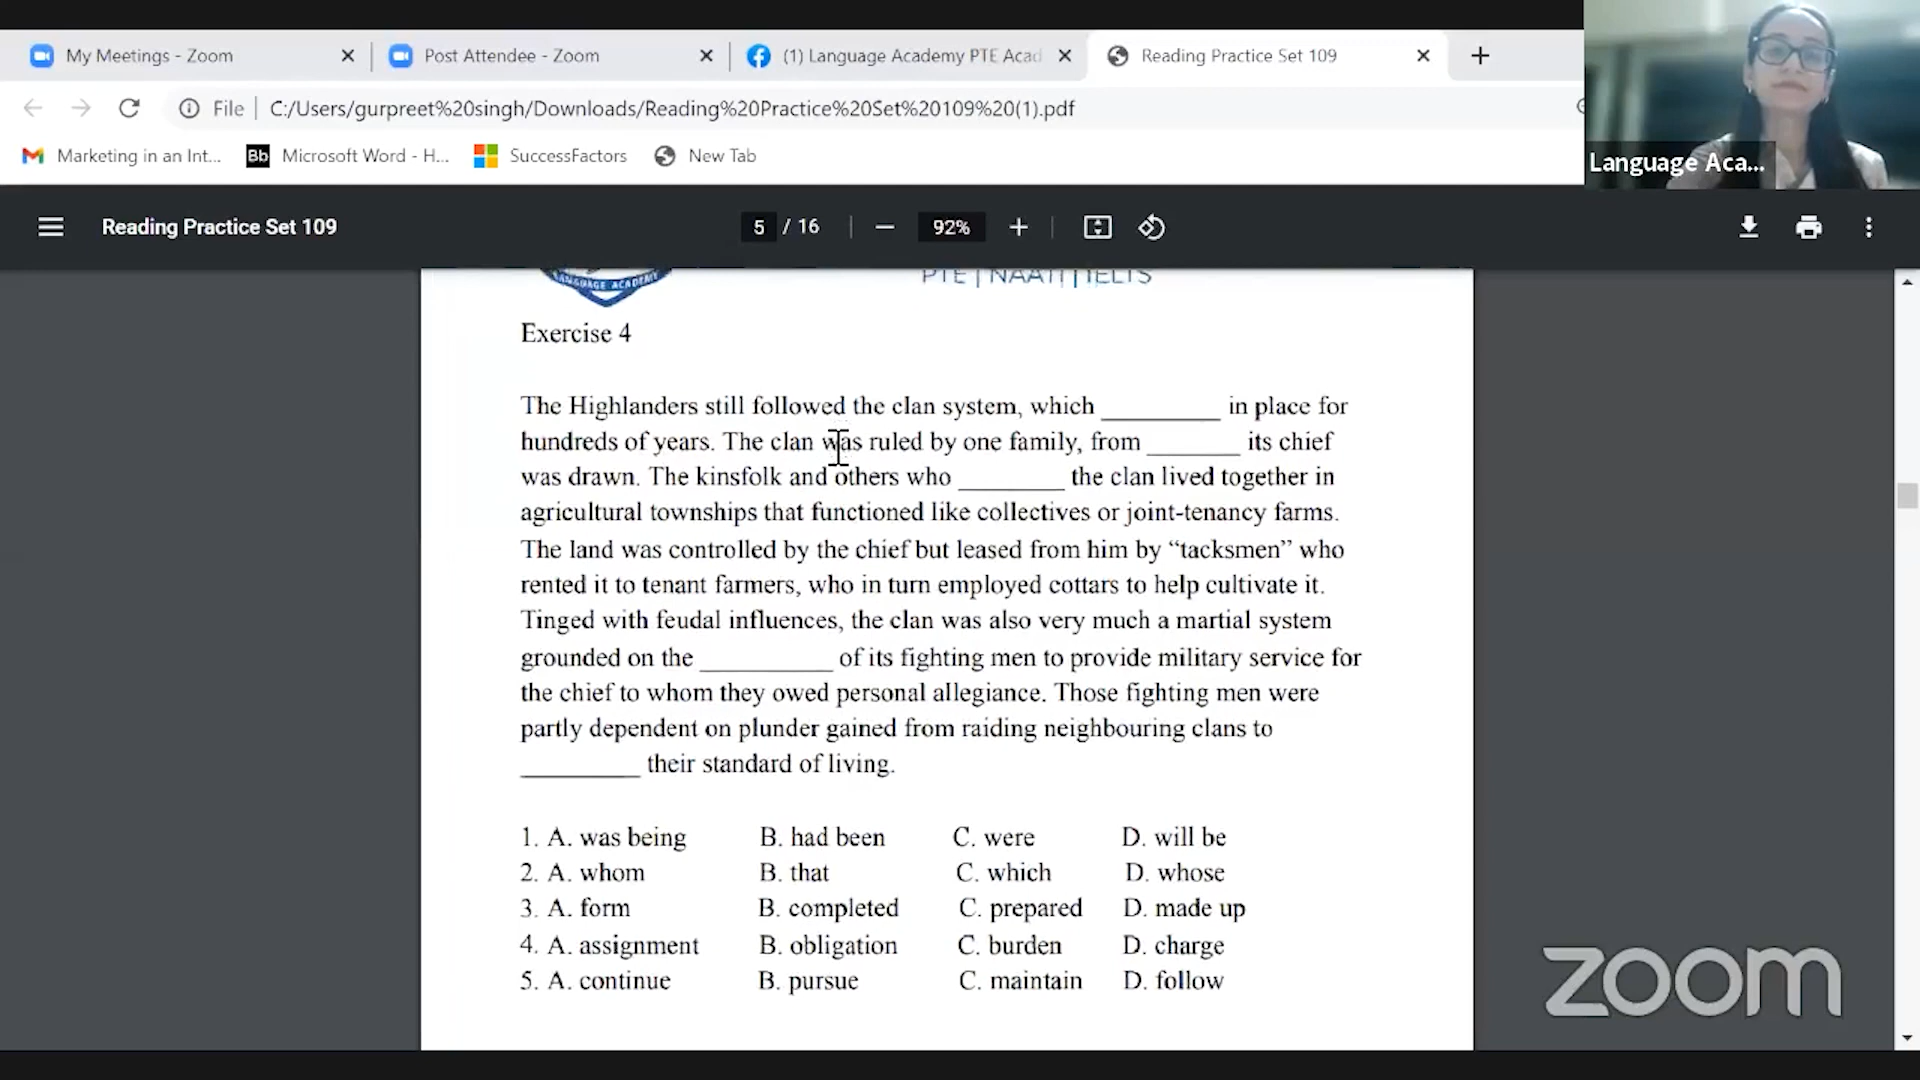 My Meetings - Zoom
Post Attendee - Zoom
(1) Language Academy PTE Acad
Reading Practice Set 109
File
C:/Users/gurpreet%20singh/Downloads/Reading%20Practice%20Set%20109%20(1).pdf
Marketing in an Int...
Bb Microsoft Word - H...
SuccessFactors
New Tab
Language Aca...
Reading Practice Set 109
5 / 16
92%
LANGUAGE ACADEMY
PTE | NAATI | IELTS
Exercise 4
The Highlanders still followed the clan system, which _________ in place for
hundreds of years. The clan was ruled by one family, from _______ its chief
was drawn. The kinsfolk and others who ________ the clan lived together in
agricultural townships that functioned like collectives or joint-tenancy farms.
The land was controlled by the chief but leased from him by “tacksmen” who
rented it to tenant farmers, who in turn employed cottars to help cultivate it.
Tinged with feudal influences, the clan was also very much a martial system
grounded on the __________ of its fighting men to provide military service for
the chief to whom they owed personal allegiance. Those fighting men were
partly dependent on plunder gained from raiding neighbouring clans to
_________ their standard of living.
1. A. was being B. had been C. were D. will be
2. A. whom B. that C. which D. whose
3. A. form B. completed C. prepared D. made up
4. A. assignment B. obligation C. burden D. charge
5. A. continue B. pursue C. maintain D. follow
zoom